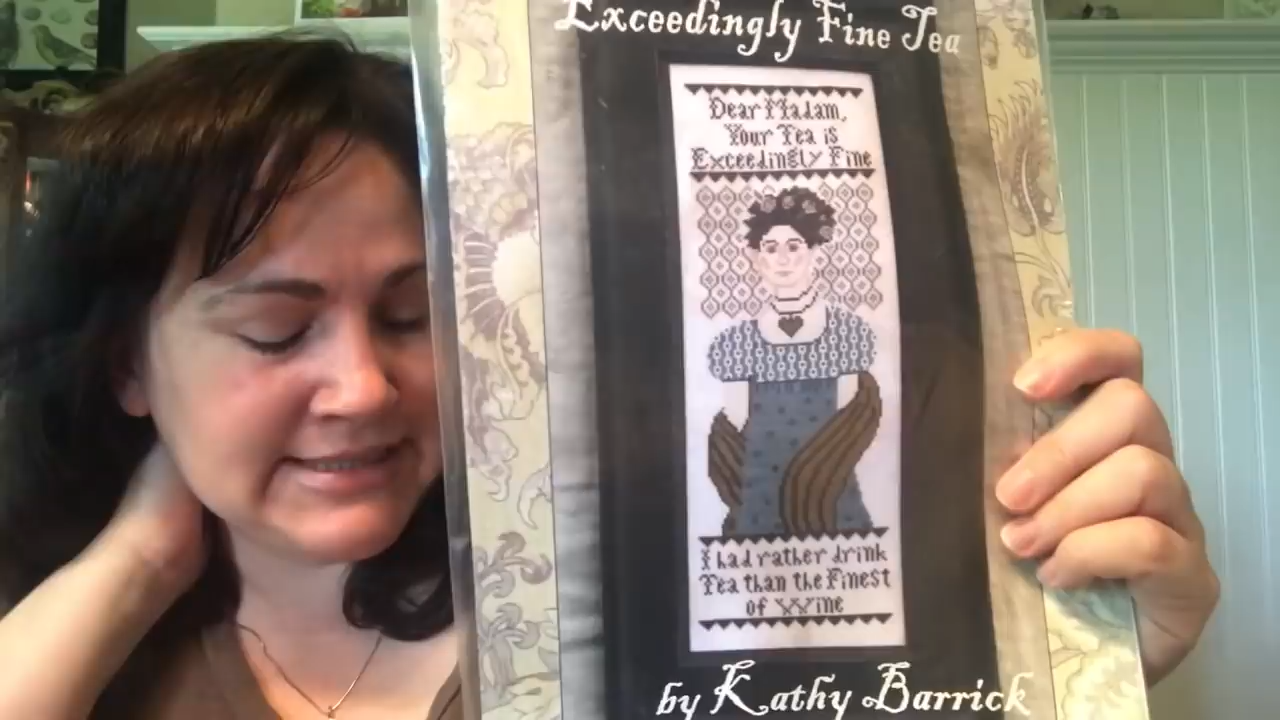 Exceedingly Fine Tea
Dear Madam,
Your Tea is
Exceedingly Fine
I had rather drink
Tea than the Finest
of Wine
by Kathy Barrick